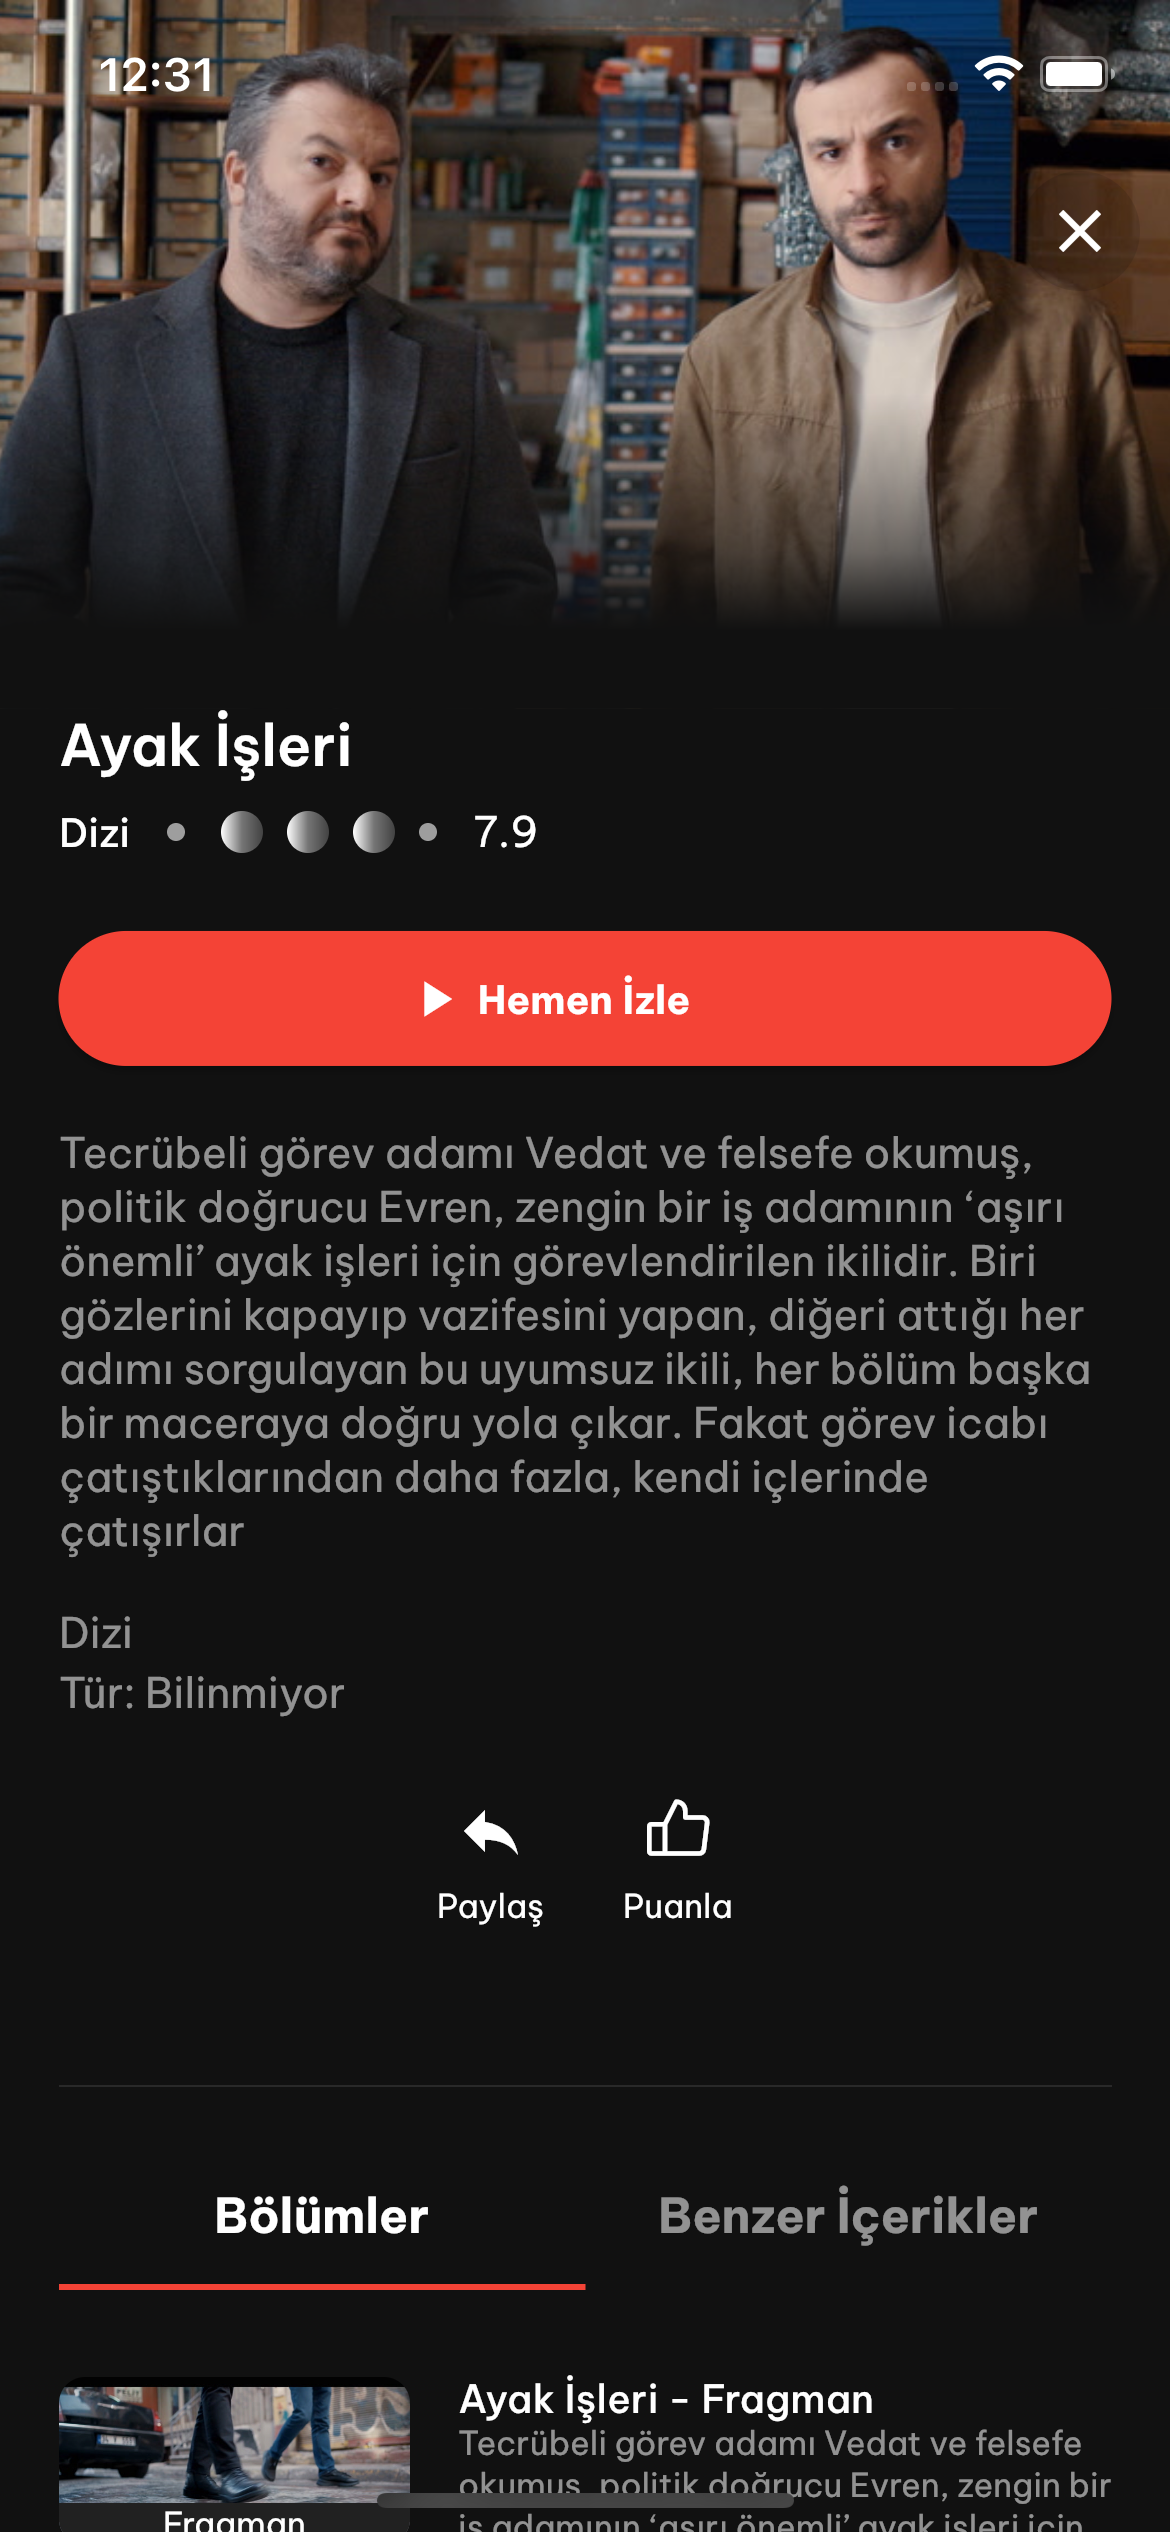 12:31
Ayak İşleri
Dizi
7.9
Hemen İzle
Tecrübeli görev adamı Vedat ve felsefe okumuş,
politik doğrucu Evren, zengin bir iş adamının ‘aşırı
önemli’ ayak işleri için görevlendirilen ikilidir. Biri
gözlerini kapayıp vazifesini yapan, diğeri attığı her
adımı sorgulayan bu uyumsuz ikili, her bölüm başka
bir maceraya doğru yola çıkar. Fakat görev icabı
çatıştıklarından daha fazla, kendi içlerinde
çatışırlar
Dizi
Tür: Bilinmiyor
Paylaş
Puanla
Bölümler
Benzer İçerikler
Fragman
Ayak İşleri - Fragman
Tecrübeli görev adamı Vedat ve felsefe
okumuş, politik doğrucu Evren, zengin bir
iş adamının ‘aşırı önemli’ ayak işleri için